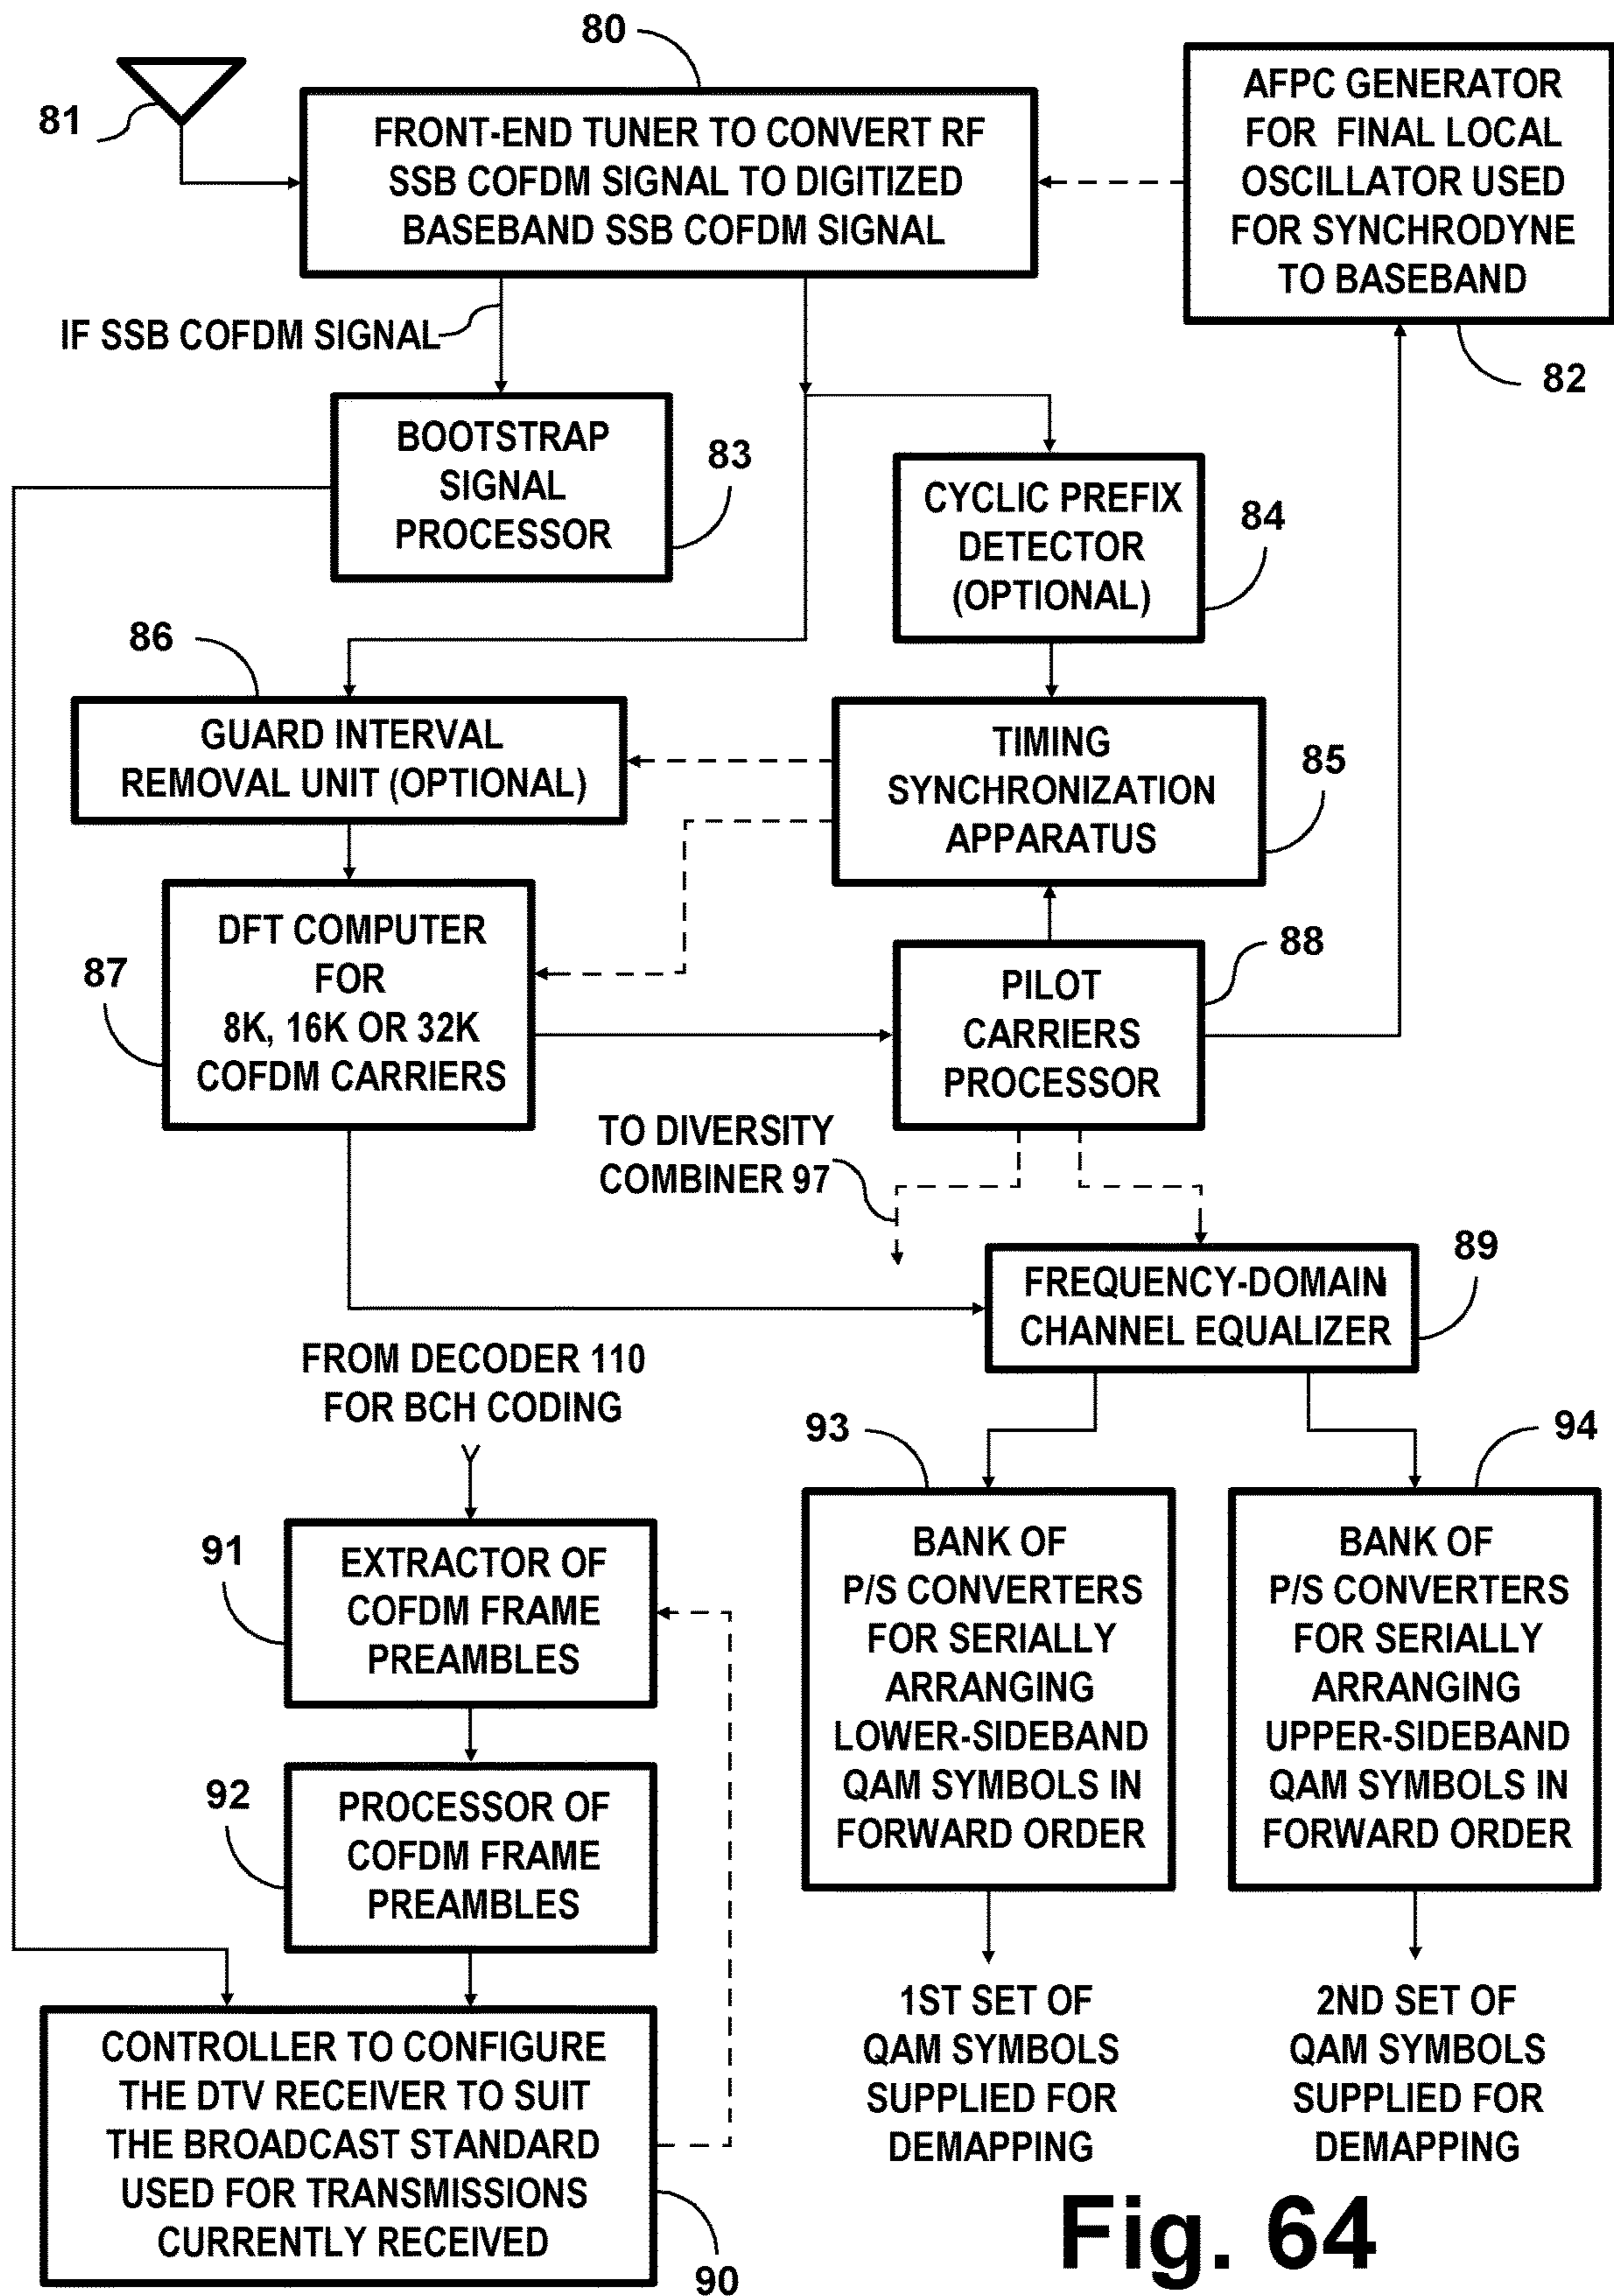 80
81
FRONT-END TUNER TO CONVERT RF
SSB COFDM SIGNAL TO DIGITIZED
BASEBAND SSB COFDM SIGNAL
AFPC GENERATOR
FOR FINAL LOCAL
OSCILLATOR USED
FOR SYNCHRODYNE
TO BASEBAND
82
IF SSB COFDM SIGNAL
BOOTSTRAP
SIGNAL
PROCESSOR
83
CYCLIC PREFIX
DETECTOR
(OPTIONAL)
84
86
GUARD INTERVAL
REMOVAL UNIT (OPTIONAL)
TIMING
SYNCHRONIZATION
APPARATUS
85
87
DFT COMPUTER
FOR
8K, 16K OR 32K
COFDM CARRIERS
PILOT
CARRIERS
PROCESSOR
88
TO DIVERSITY
COMBINER 97
FREQUENCY-DOMAIN
CHANNEL EQUALIZER
89
FROM DECODER 110
FOR BCH CODING
91
EXTRACTOR OF
COFDM FRAME
PREAMBLES
92
PROCESSOR OF
COFDM FRAME
PREAMBLES
CONTROLLER TO CONFIGURE
THE DTV RECEIVER TO SUIT
THE BROADCAST STANDARD
USED FOR TRANSMISSIONS
CURRENTLY RECEIVED
90
93
BANK OF
P/S CONVERTERS
FOR SERIALLY
ARRANGING
LOWER-SIDEBAND
QAM SYMBOLS IN
FORWARD ORDER
94
BANK OF
P/S CONVERTERS
FOR SERIALLY
ARRANGING
UPPER-SIDEBAND
QAM SYMBOLS IN
FORWARD ORDER
1ST SET OF
QAM SYMBOLS
SUPPLIED FOR
DEMAPPING
2ND SET OF
QAM SYMBOLS
SUPPLIED FOR
DEMAPPING
Fig. 64